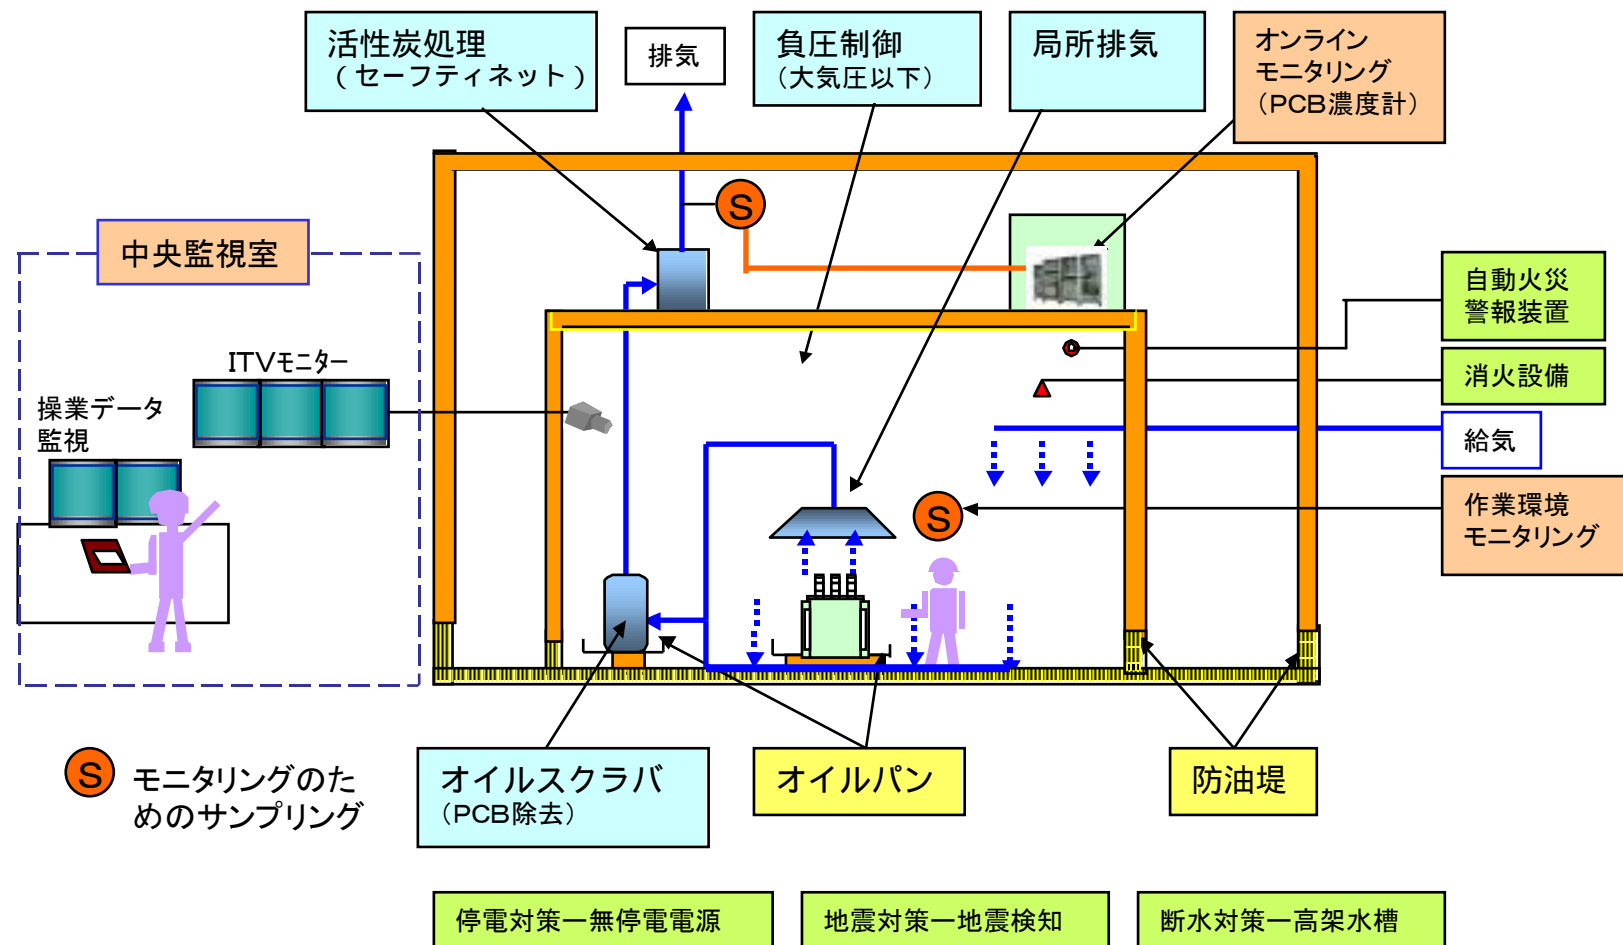 活性炭処理
（セーフティネット）
排気
負圧制御
（大気圧以下）
局所排気
オンライン
モニタリング
（PCB濃度計）
S
中央監視室
自動火災
警報装置
ITVモニター
消火設備
操業データ
監視
給気
S
作業環境
モニタリング
S
モニタリングのた
めのサンプリング
オイルスクラバ
（PCB除去）
オイルパン
防油堤
停電対策ー無停電電源
地震対策ー地震検知
断水対策ー高架水槽